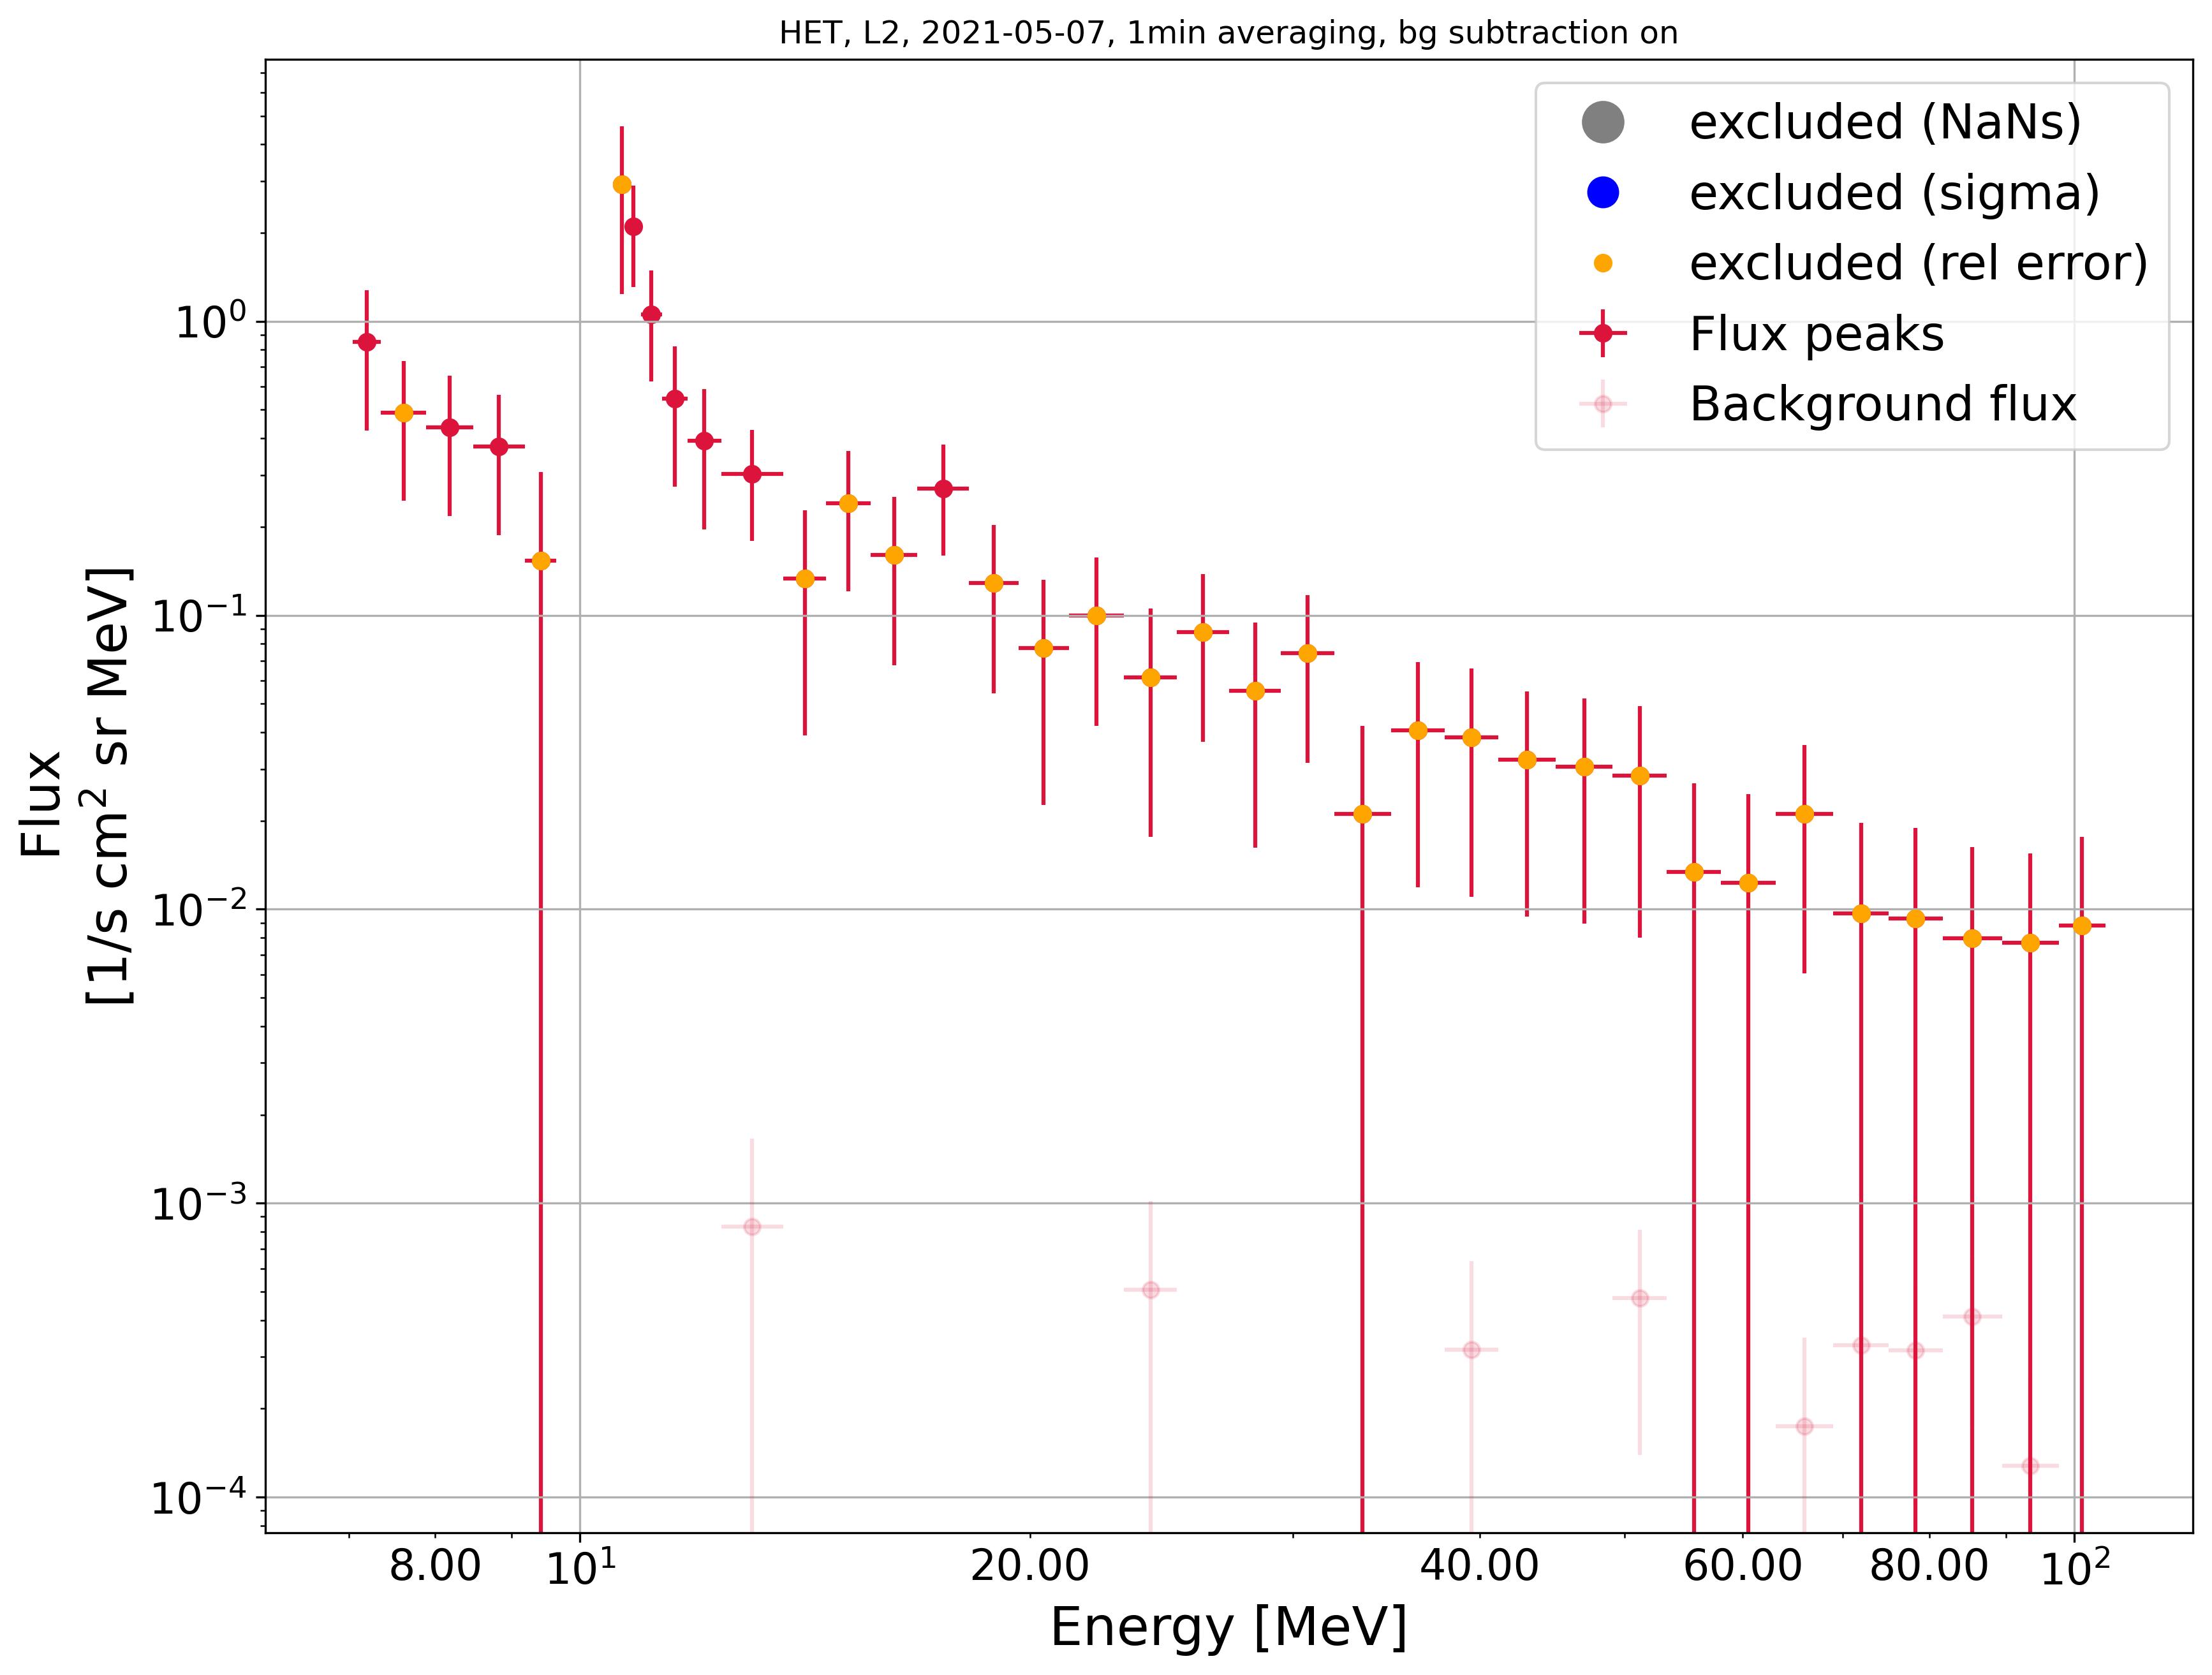 HET, L2, 2021-05-07, 1min averaging, bg subtraction on
excluded (NaNs)
excluded (sigma)
excluded (rel error)
Flux peaks
Background flux
Flux
[1/s cm² sr MeV]
10⁰
10⁻¹
10⁻²
10⁻³
10⁻⁴
8.00 10¹ 20.00 40.00 60.00 80.00 10²
Energy [MeV]